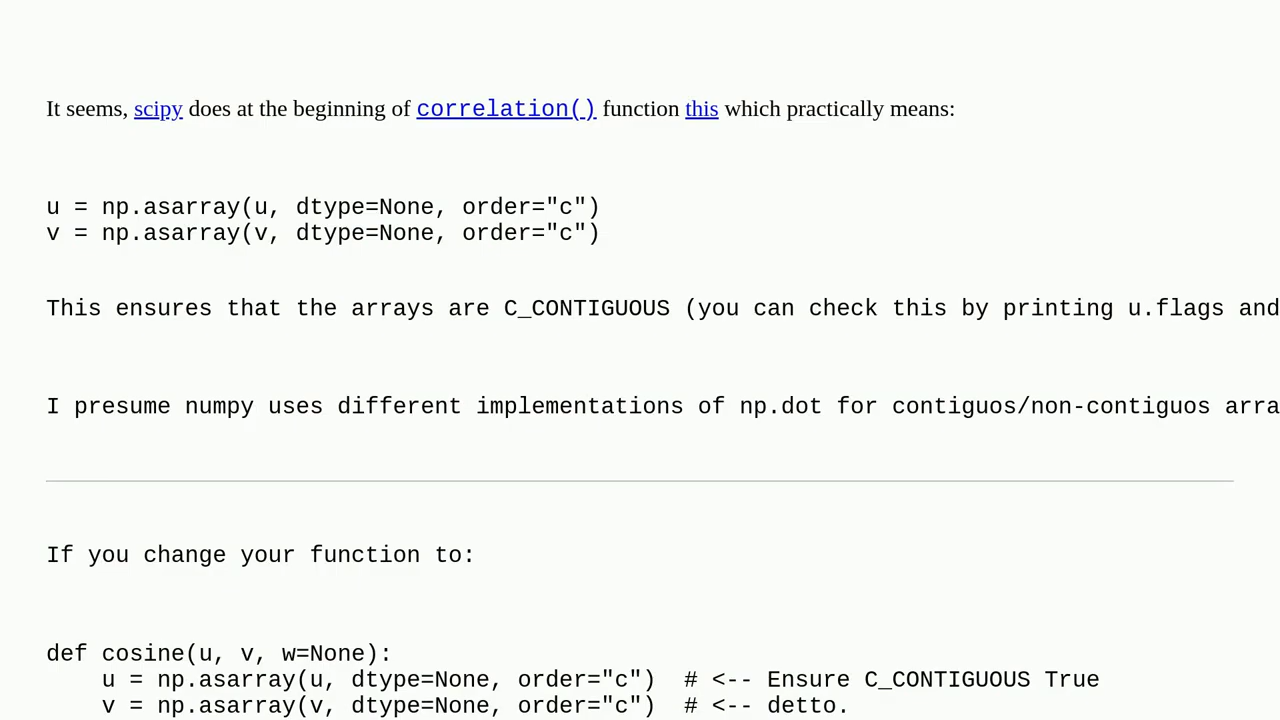 It seems, scipy does at the beginning of correlation() function this which practically means:
u = np.asarray(u, dtype=None, order="c")
v = np.asarray(v, dtype=None, order="c")
This ensures that the arrays are C_CONTIGUOUS (you can check this by printing u.flags and
I presume numpy uses different implementations of np.dot for contiguos/non-contiguos arra
If you change your function to:
def cosine(u, v, w=None):
    u = np.asarray(u, dtype=None, order="c")  # <-- Ensure C_CONTIGUOUS True
    v = np.asarray(v, dtype=None, order="c")  # <-- detto.